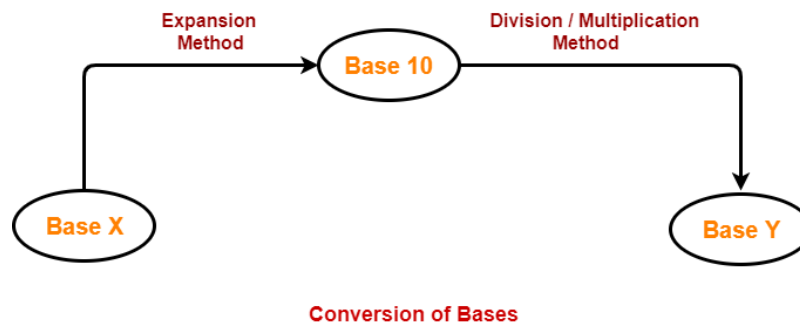 Expansion
Method
Division / Multiplication
Method
Base 10
Base X
Base Y
Conversion of Bases